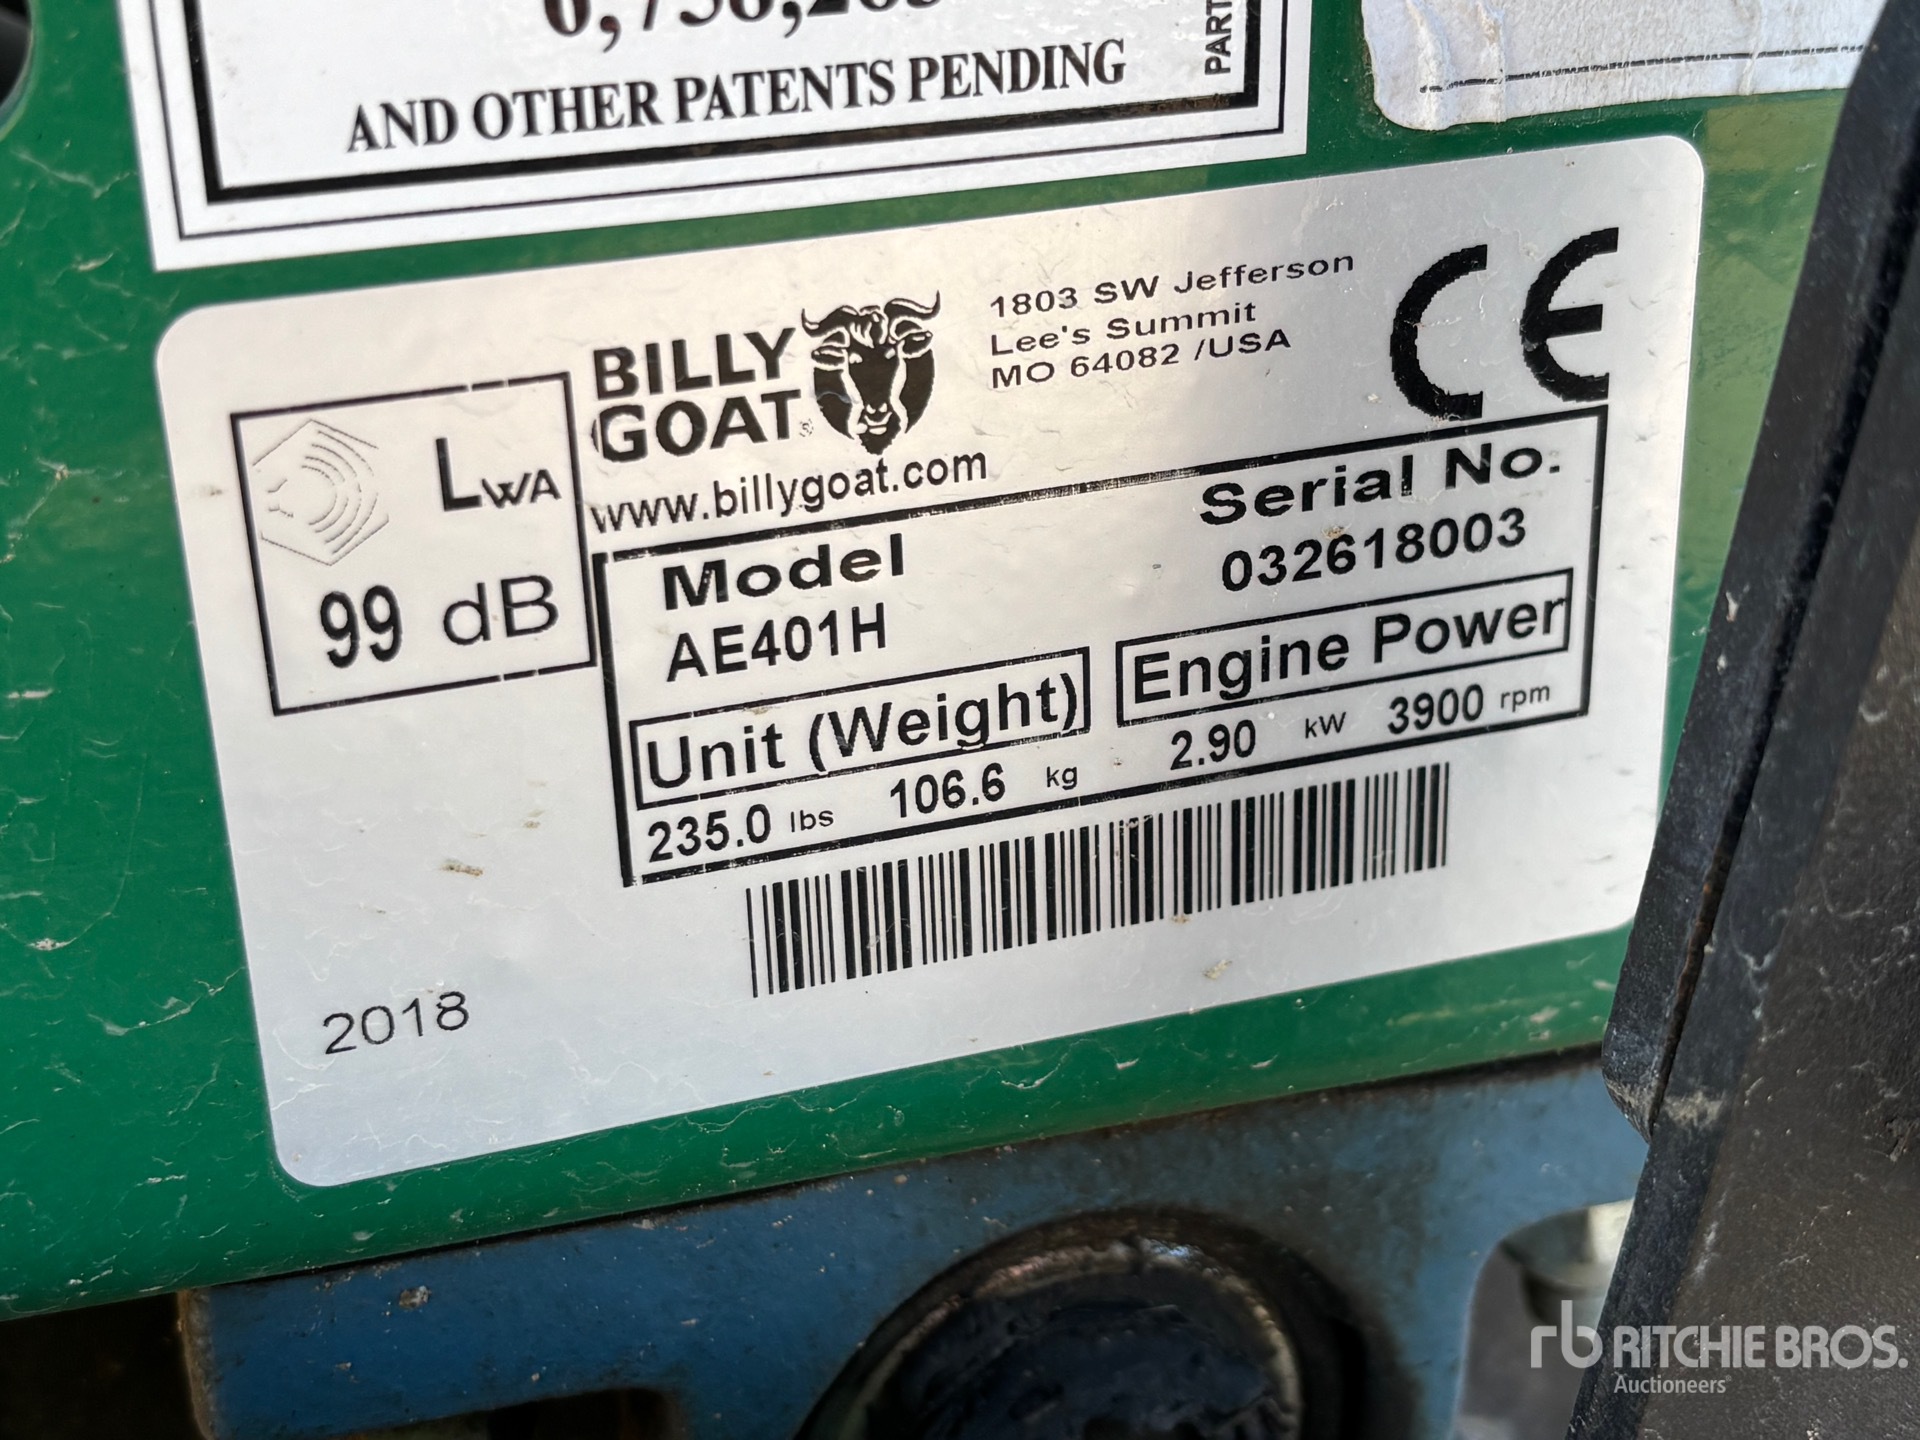 AND OTHER PATENTS PENDING
PART
BILLY
GOAT
www.billygoat.com
1803 SW Jefferson
Lee's Summit
MO 64082 /USA
CE
LWA
99 dB
Model
AE401H
Serial No.
032618003
Unit (Weight)
235.0 lbs 106.6 kg
Engine Power
2.90 kW 3900 rpm
2018
rb RITCHIE BROS.
Auctioneers